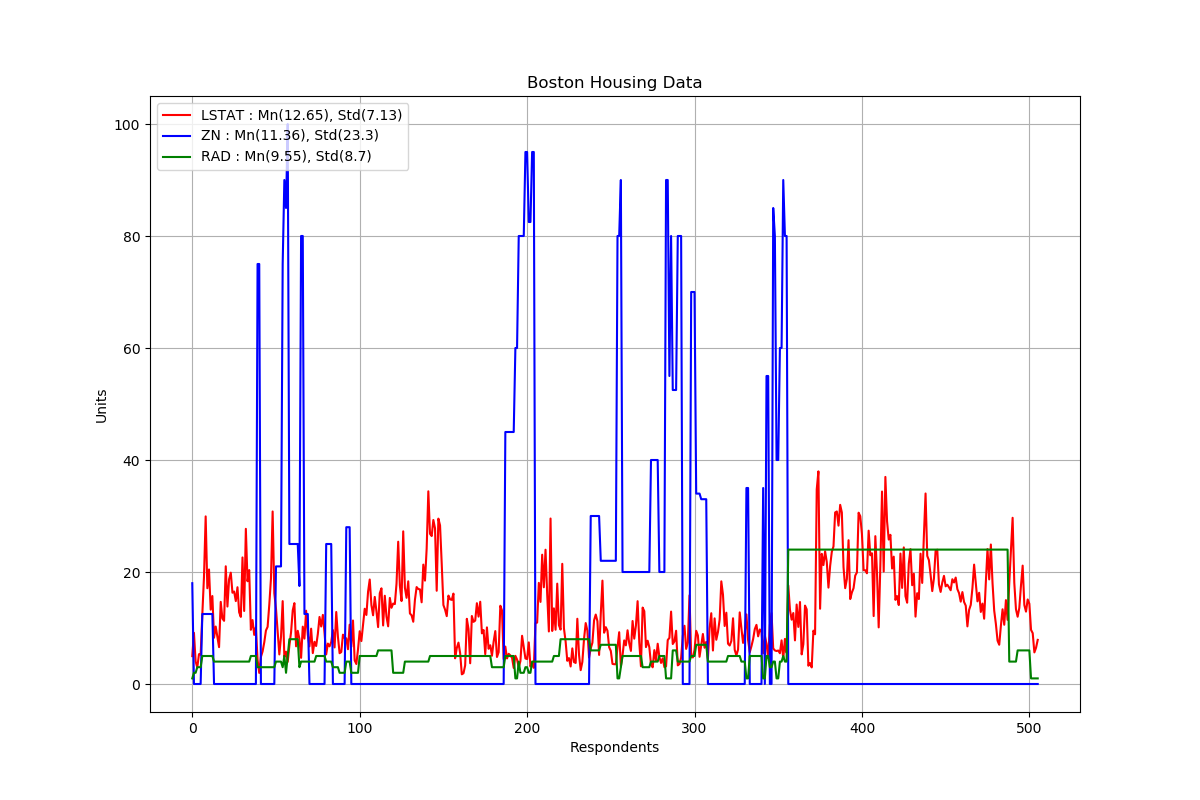 Boston Housing Data
LSTAT : Mn(12.65), Std(7.13)
ZN : Mn(11.36), Std(23.3)
RAD : Mn(9.55), Std(8.7)
100
80
60
40
20
0
Units
0 100 200 300 400 500
Respondents